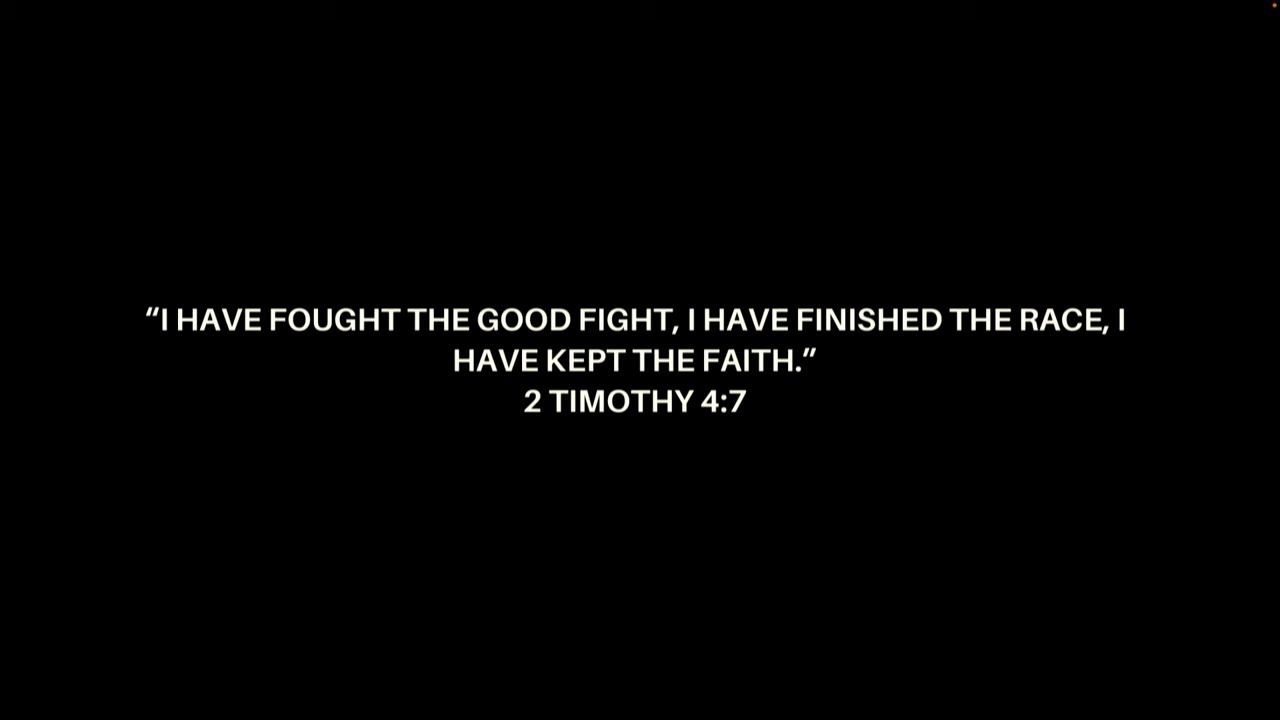 “I HAVE FOUGHT THE GOOD FIGHT, I HAVE FINISHED THE RACE, I
HAVE KEPT THE FAITH.”
2 TIMOTHY 4:7